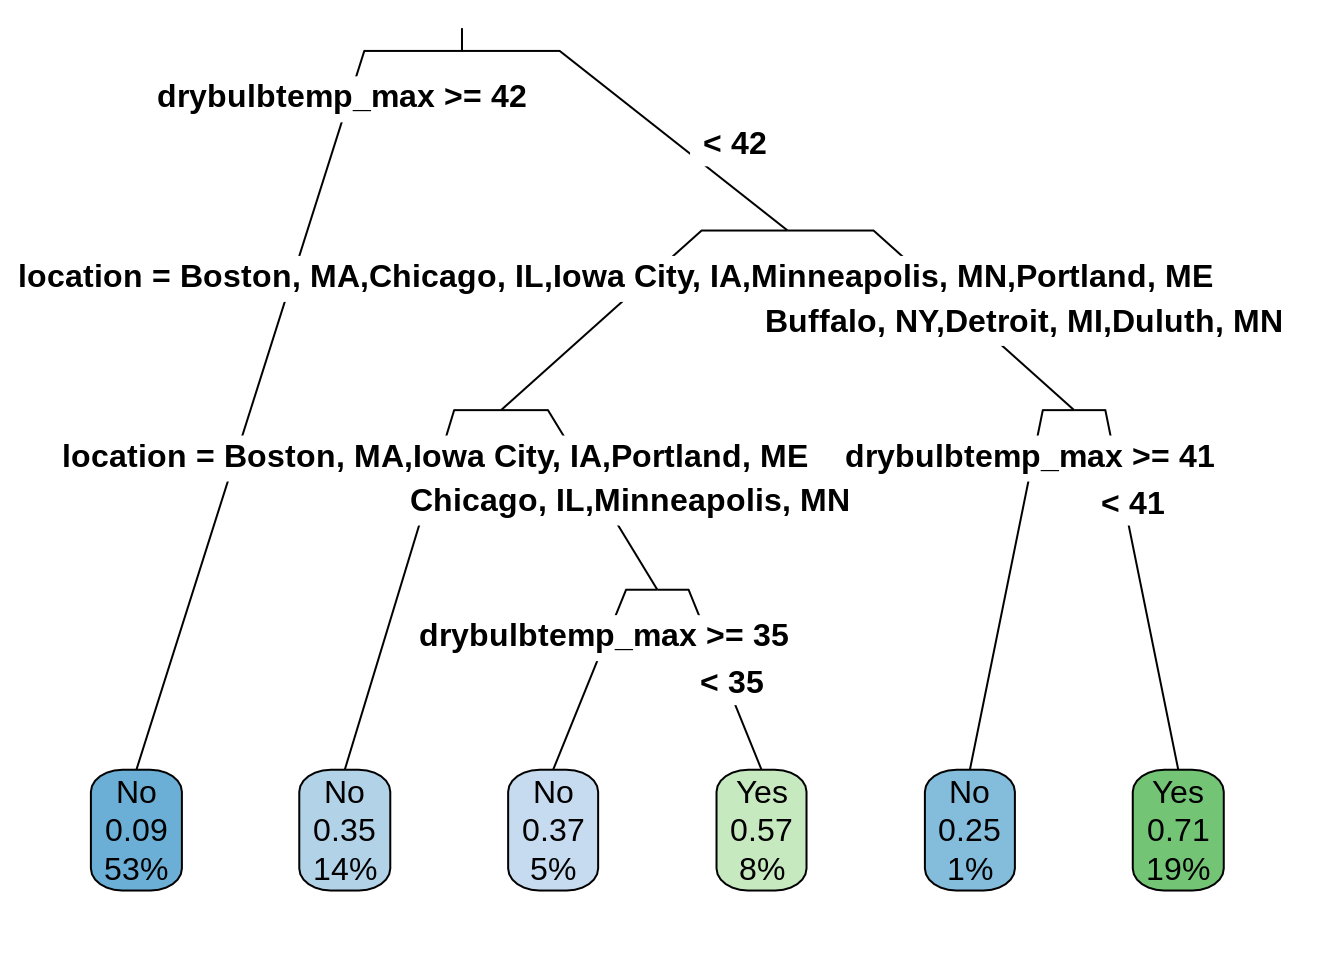 drybulbtemp_max >= 42
< 42
location = Boston, MA,Chicago, IL,Iowa City, IA,Minneapolis, MN,Portland, ME
Buffalo, NY,Detroit, MI,Duluth, MN
location = Boston, MA,Iowa City, IA,Portland, ME
drybulbtemp_max >= 41
Chicago, IL,Minneapolis, MN
< 41
drybulbtemp_max >= 35
< 35
No
0.09
53%
No
0.35
14%
No
0.37
5%
Yes
0.57
8%
No
0.25
1%
Yes
0.71
19%